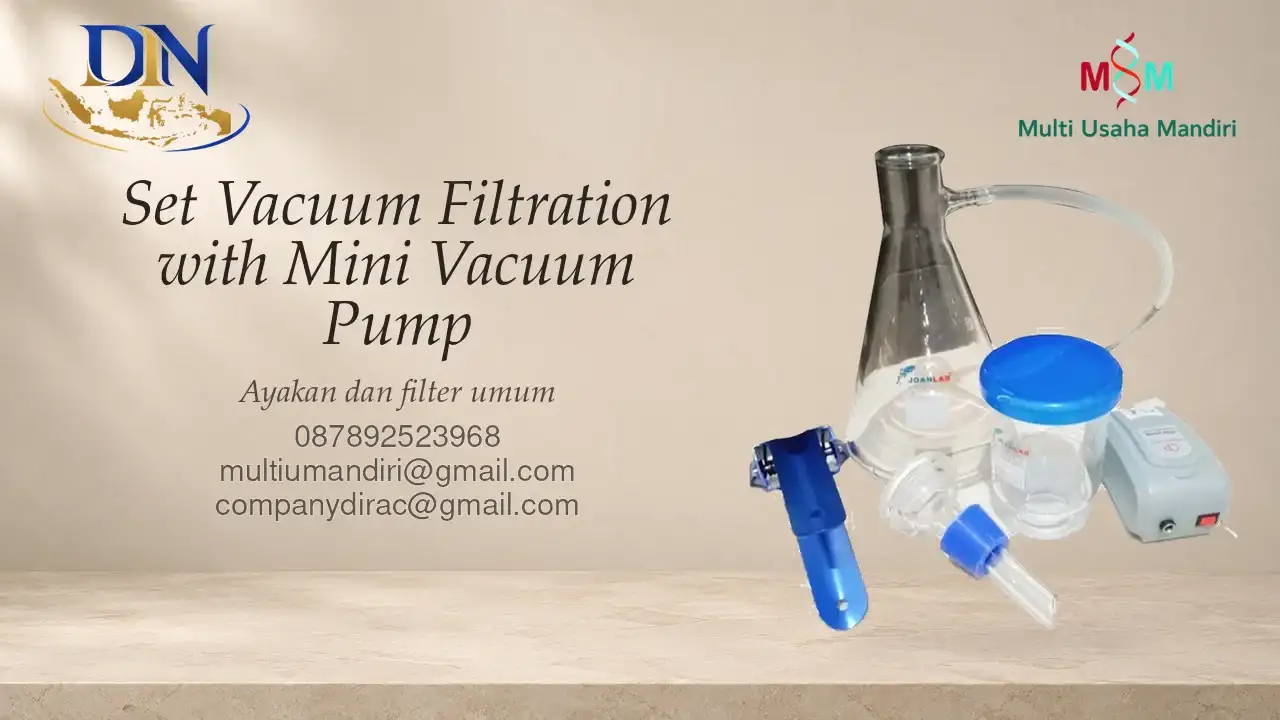 DN
MSM
Multi Usaha Mandiri
Set Vacuum Filtration
with Mini Vacuum
Pump
Ayakan dan filter umum
087892523968
multiumandiri@gmail.com
companydirac@gmail.com
JOANLAB
JOANLAB